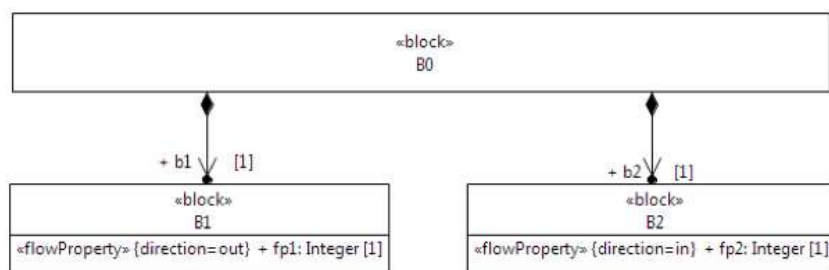 «block»
B0
+ b1 [1]
+ b2 [1]
«block»
B1
«flowProperty» {direction=out} + fp1: Integer [1]
«block»
B2
«flowProperty» {direction=in} + fp2: Integer [1]